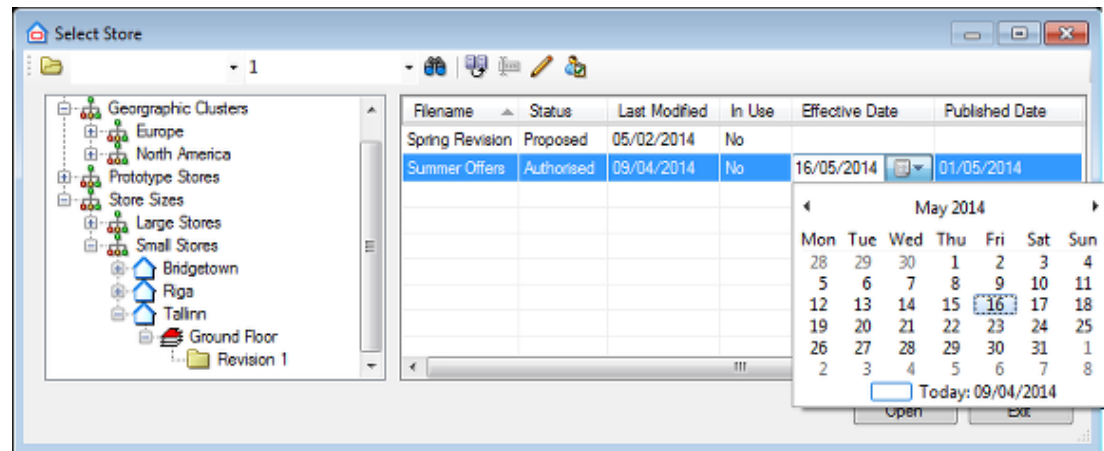 Select Store
1
Georgraphic Clusters
Europe
North America
Prototype Stores
Store Sizes
Large Stores
Small Stores
Bridgetown
Riga
Tallinn
Ground Floor
Revision 1
Filename Status Last Modified In Use Effective Date Published Date
Spring Revision Proposed 05/02/2014 No
Summer Offers Authorised 09/04/2014 No 16/05/2014 01/05/2014
May 2014
Mon Tue Wed Thu Fri Sat Sun
28 29 30 1 2 3 4
5 6 7 8 9 10 11
12 13 14 15 16 17 18
19 20 21 22 23 24 25
26 27 28 29 30 31 1
2 3 4 5 6 7 8
Today: 09/04/2014
Open Exit